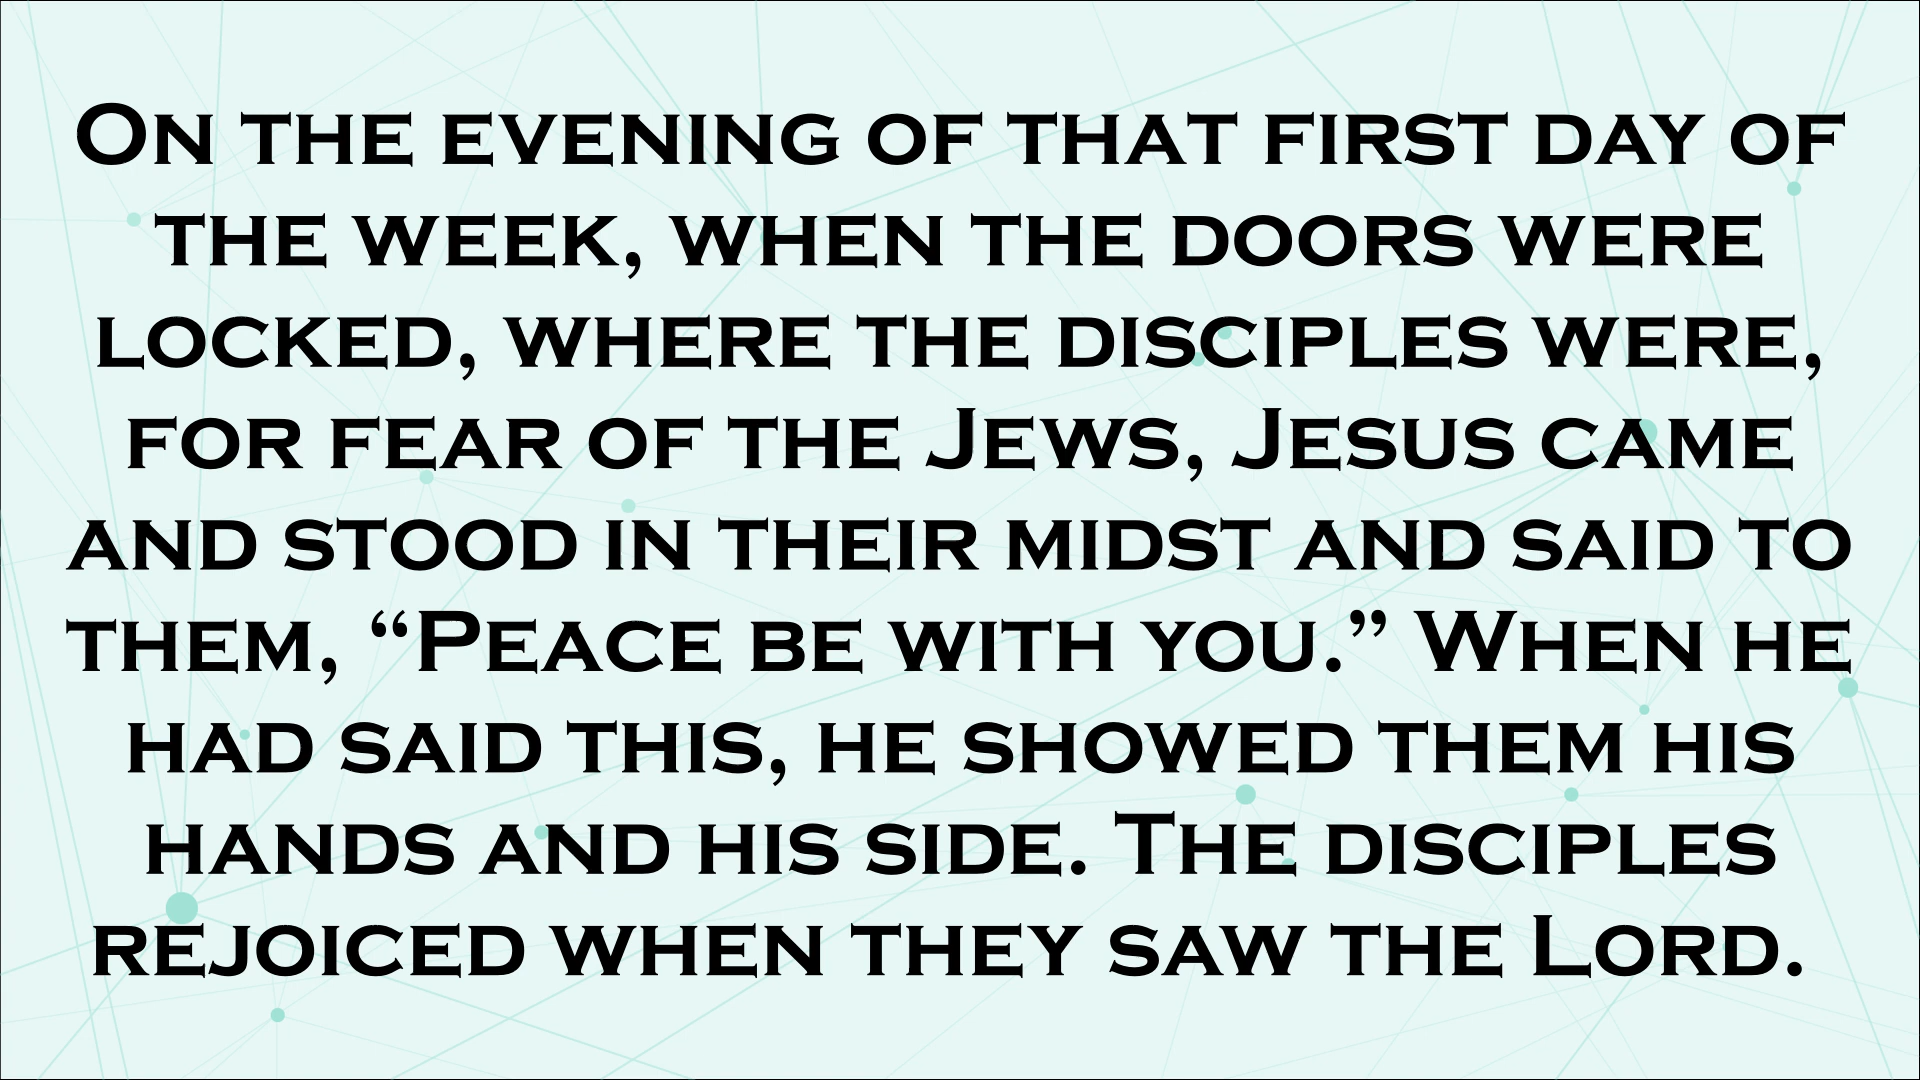 On the evening of that first day of
the week, when the doors were
locked, where the disciples were,
for fear of the Jews, Jesus came
and stood in their midst and said to
them, “Peace be with you.” When he
had said this, he showed them his
hands and his side. The disciples
rejoiced when they saw the Lord.